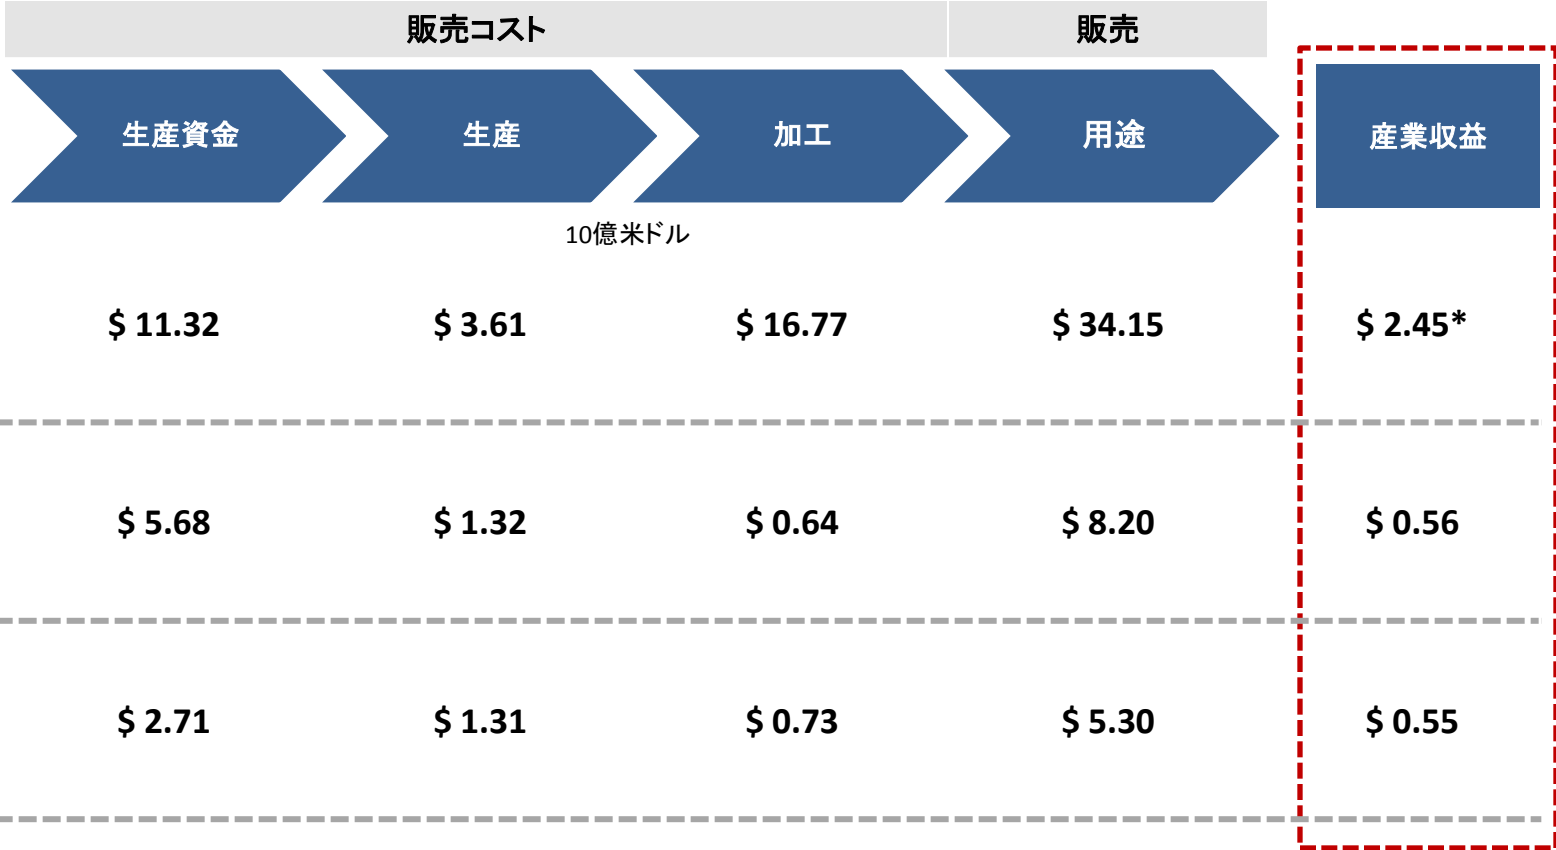 販売コスト 販売
生産資金 生産 加工 用途 産業収益
10億米ドル
$ 11.32 $ 3.61 $ 16.77 $ 34.15 $ 2.45*
$ 5.68 $ 1.32 $ 0.64 $ 8.20 $ 0.56
$ 2.71 $ 1.31 $ 0.73 $ 5.30 $ 0.55